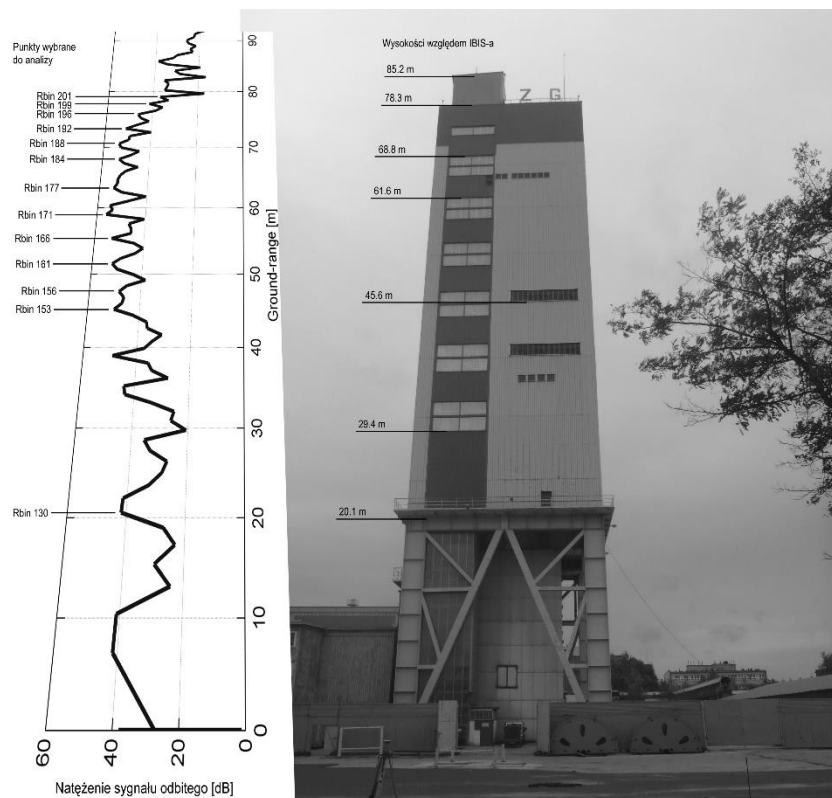 Punkty wybrane
do analizy
Rbin 201
Rbin 199
Rbin 196
Rbin 192
Rbin 188
Rbin 184
Rbin 177
Rbin 171
Rbin 166
Rbin 161
Rbin 156
Rbin 153
Rbin 130
90
80
70
60
50
40
30
20
10
0
Ground-range [m]
60
40
20
0
Natężenie sygnału odbitego [dB]
Wysokości względem IBIS-a
85.2 m
78.3 m
68.8 m
61.6 m
45.6 m
29.4 m
20.1 m
Z G